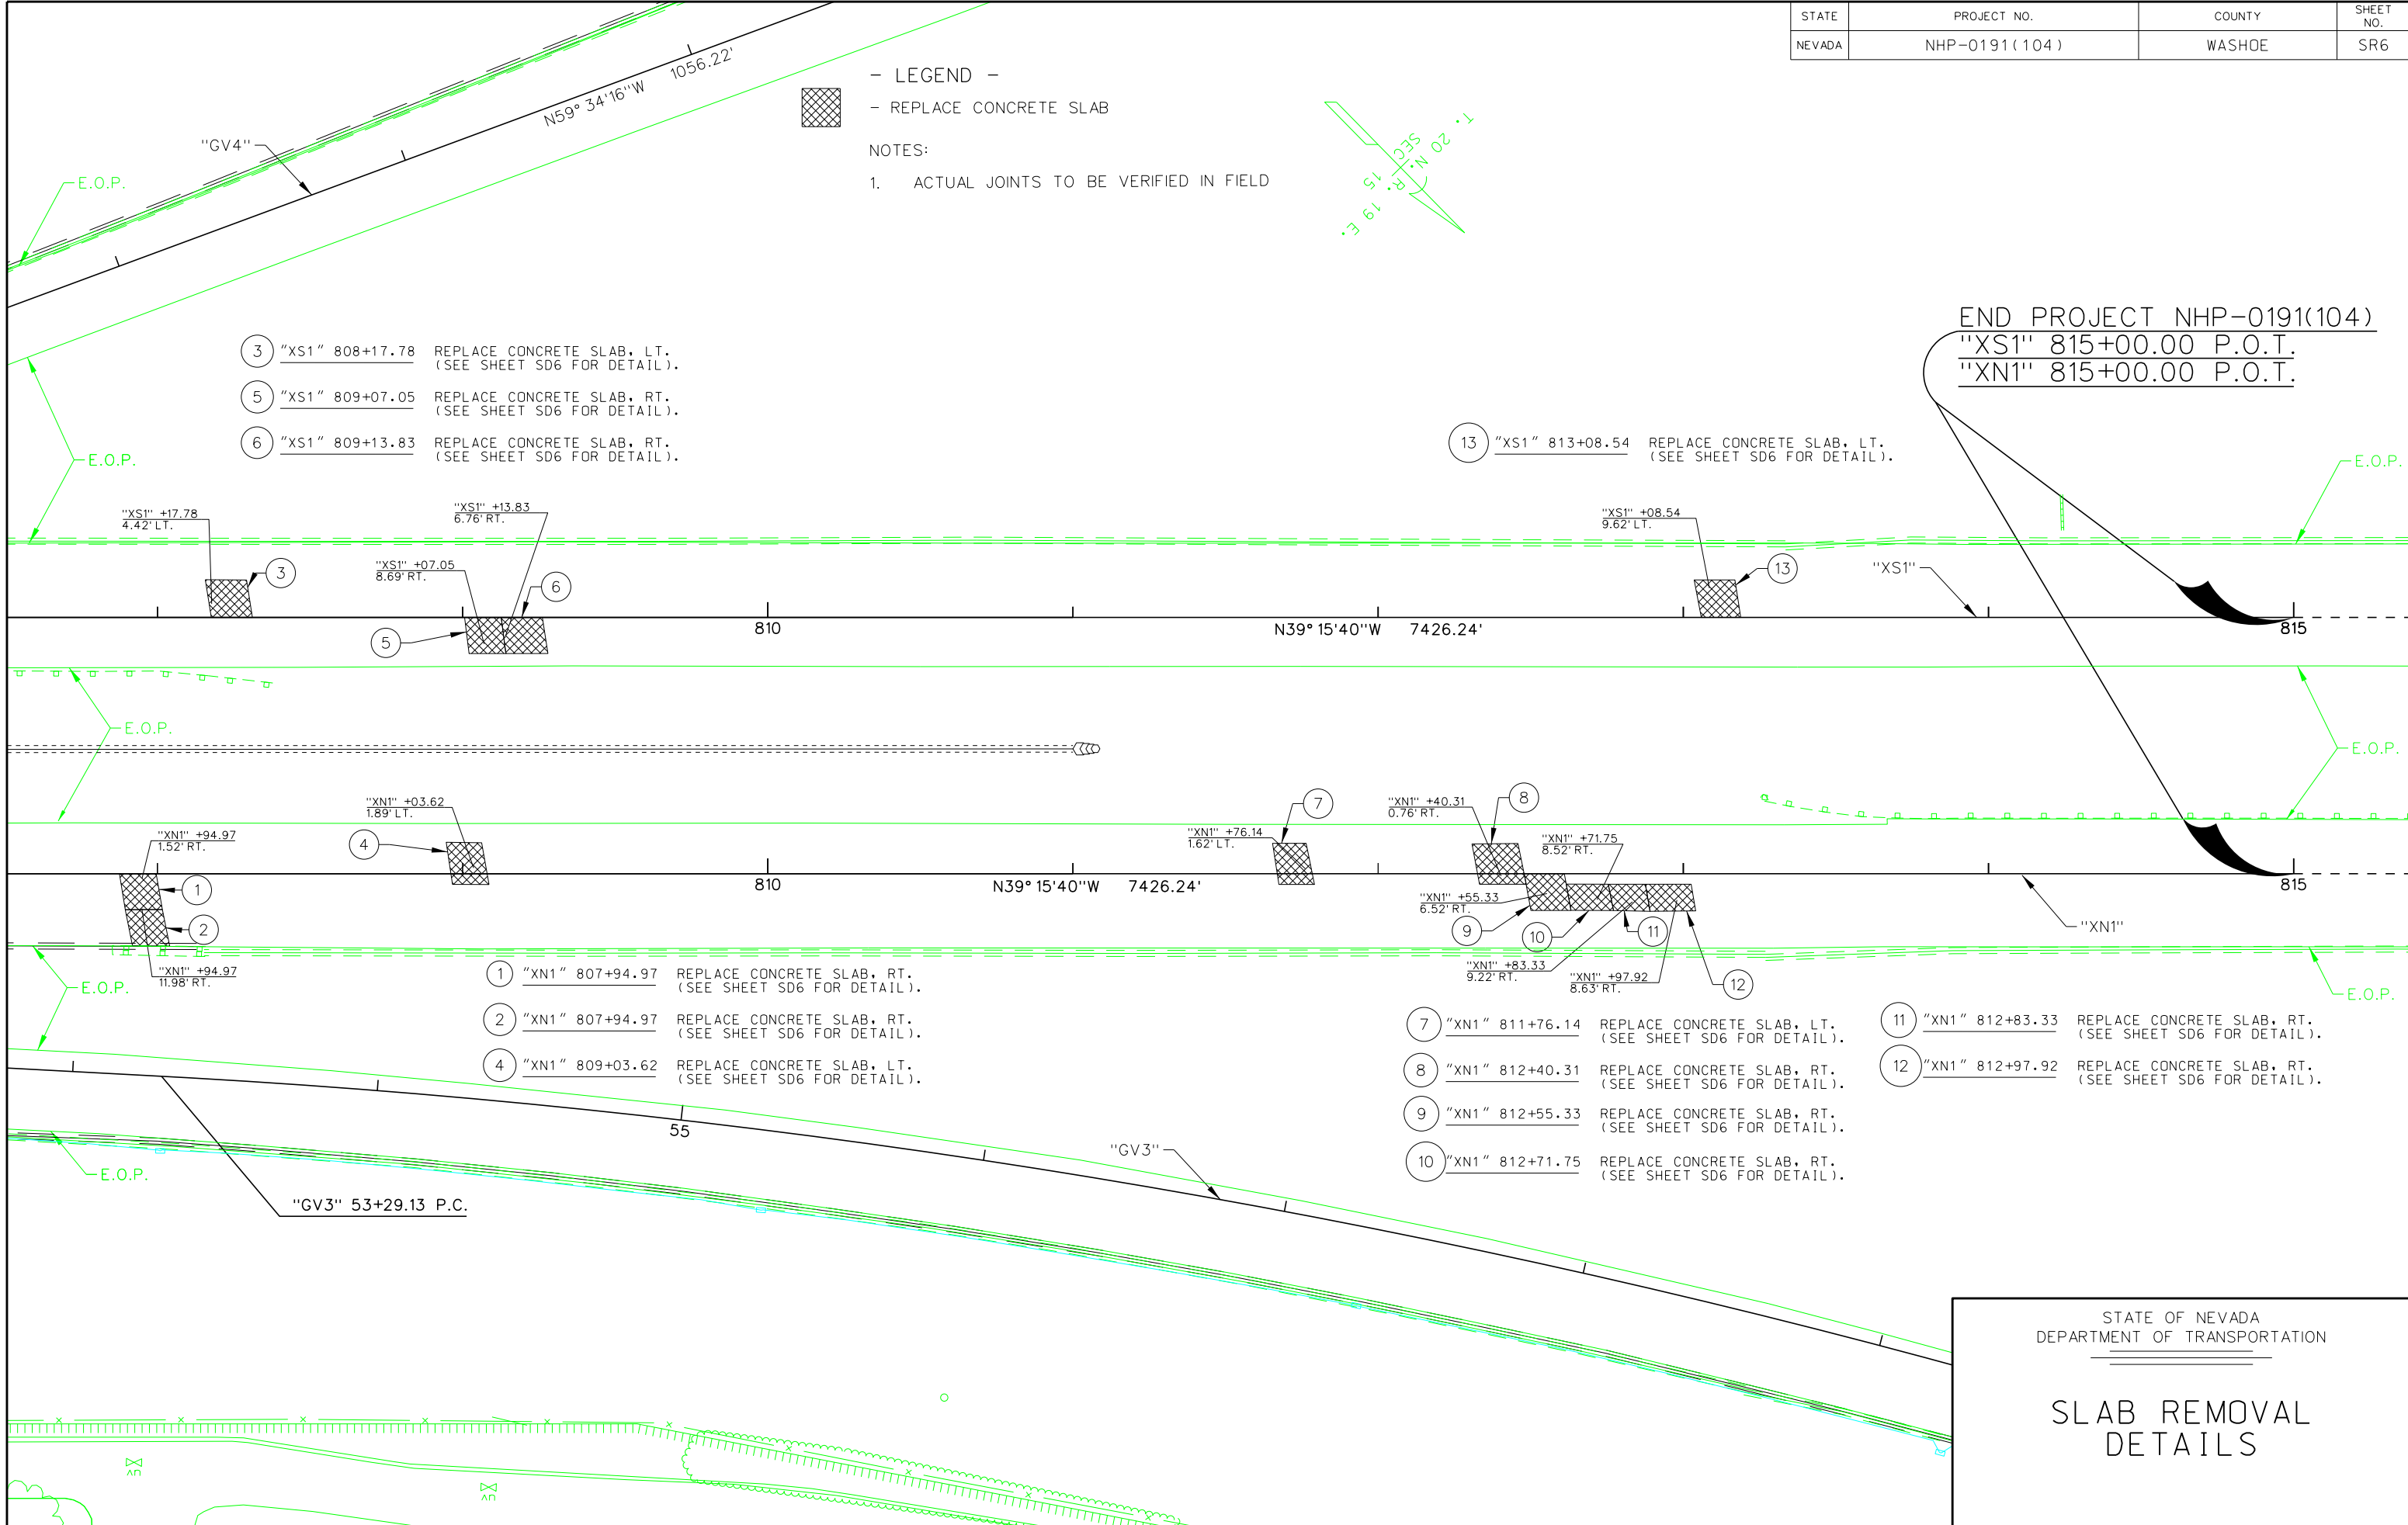 STATE PROJECT NO. COUNTY SHEET NO.
NEVADA NHP-0191(104) WASHOE SR6
- LEGEND -
- REPLACE CONCRETE SLAB
NOTES:
1. ACTUAL JOINTS TO BE VERIFIED IN FIELD
T. 20 N. R. 19 E.
SEC 15
N59° 34'16"W 1056.22'
"GV4"
E.O.P.
END PROJECT NHP-0191(104)
"XS1" 815+00.00 P.O.T.
"XN1" 815+00.00 P.O.T.
3 "XS1" 808+17.78 REPLACE CONCRETE SLAB, LT.
(SEE SHEET SD6 FOR DETAIL).
5 "XS1" 809+07.05 REPLACE CONCRETE SLAB, RT.
(SEE SHEET SD6 FOR DETAIL).
6 "XS1" 809+13.83 REPLACE CONCRETE SLAB, RT.
(SEE SHEET SD6 FOR DETAIL).
13 "XS1" 813+08.54 REPLACE CONCRETE SLAB, LT.
(SEE SHEET SD6 FOR DETAIL).
E.O.P.
E.O.P.
"XS1" +17.78
4.42' LT.
"XS1" +13.83
6.76' RT.
"XS1" +08.54
9.62' LT.
"XS1" +07.05
8.69' RT.
3
6
13
"XS1"
5
810
N39° 15'40"W 7426.24'
815
E.O.P.
E.O.P.
"XN1" +03.62
1.89' LT.
7
"XN1" +40.31
0.76' RT.
8
"XN1" +94.97
1.52' RT.
4
"XN1" +76.14
1.62' LT.
"XN1" +71.75
8.52' RT.
1
810
N39° 15'40"W 7426.24'
815
"XN1" +55.33
6.52' RT.
2
9
10
11
"XN1"
"XN1" +94.97
11.98' RT.
"XN1" +83.33
9.22' RT.
"XN1" +97.92
8.63' RT.
12
E.O.P.
E.O.P.
1 "XN1" 807+94.97 REPLACE CONCRETE SLAB, RT.
(SEE SHEET SD6 FOR DETAIL).
2 "XN1" 807+94.97 REPLACE CONCRETE SLAB, RT.
(SEE SHEET SD6 FOR DETAIL).
4 "XN1" 809+03.62 REPLACE CONCRETE SLAB, LT.
(SEE SHEET SD6 FOR DETAIL).
7 "XN1" 811+76.14 REPLACE CONCRETE SLAB, LT.
(SEE SHEET SD6 FOR DETAIL).
8 "XN1" 812+40.31 REPLACE CONCRETE SLAB, RT.
(SEE SHEET SD6 FOR DETAIL).
9 "XN1" 812+55.33 REPLACE CONCRETE SLAB, RT.
(SEE SHEET SD6 FOR DETAIL).
10 "XN1" 812+71.75 REPLACE CONCRETE SLAB, RT.
(SEE SHEET SD6 FOR DETAIL).
11 "XN1" 812+83.33 REPLACE CONCRETE SLAB, RT.
(SEE SHEET SD6 FOR DETAIL).
12 "XN1" 812+97.92 REPLACE CONCRETE SLAB, RT.
(SEE SHEET SD6 FOR DETAIL).
55
"GV3"
E.O.P.
"GV3" 53+29.13 P.C.
STATE OF NEVADA
DEPARTMENT OF TRANSPORTATION
SLAB REMOVAL
DETAILS